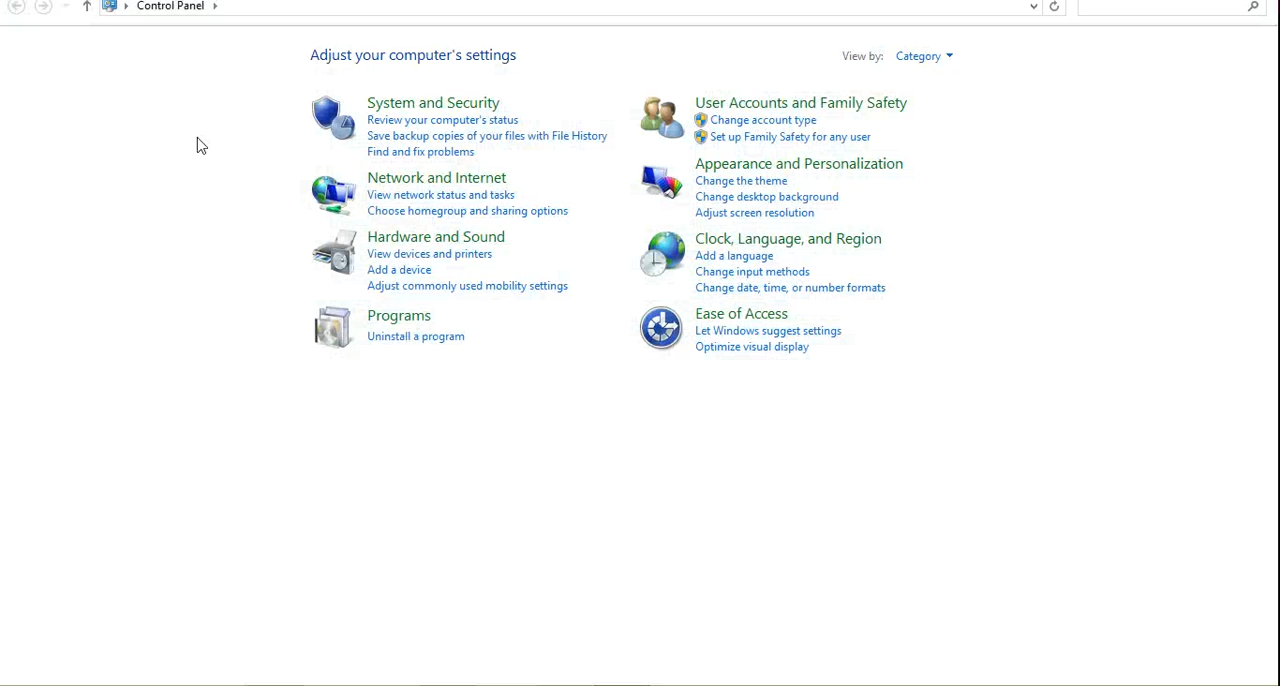 Control Panel
Adjust your computer's settings
View by: Category
System and Security
Review your computer's status
Save backup copies of your files with File History
Find and fix problems
Network and Internet
View network status and tasks
Choose homegroup and sharing options
Hardware and Sound
View devices and printers
Add a device
Adjust commonly used mobility settings
Programs
Uninstall a program
User Accounts and Family Safety
Change account type
Set up Family Safety for any user
Appearance and Personalization
Change the theme
Change desktop background
Adjust screen resolution
Clock, Language, and Region
Add a language
Change input methods
Change date, time, or number formats
Ease of Access
Let Windows suggest settings
Optimize visual display